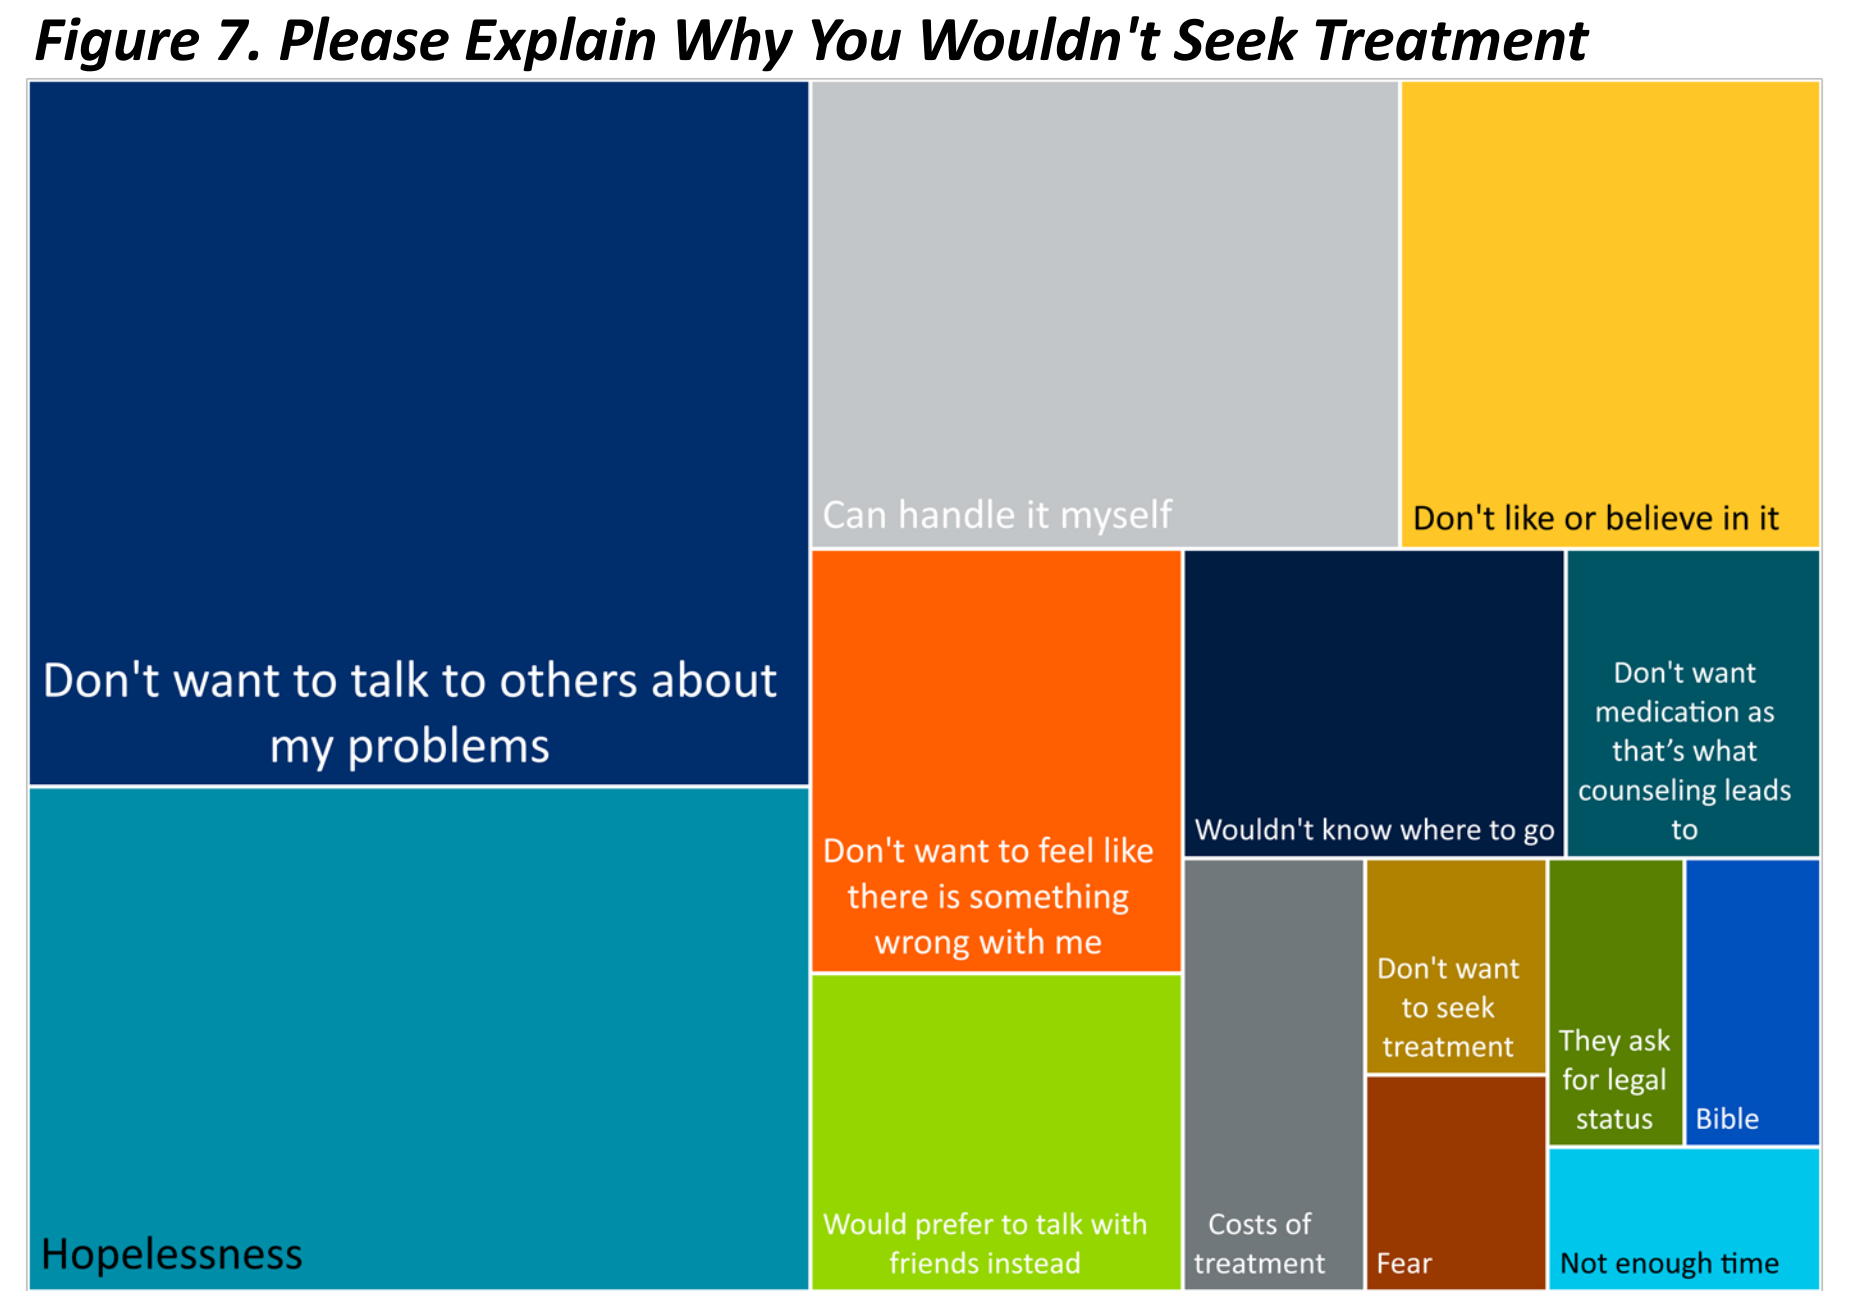 Figure 7. Please Explain Why You Wouldn't Seek Treatment
Don't want to talk to others about
my problems
Hopelessness
Can handle it myself
Don't like or believe in it
Don't want to feel like
there is something
wrong with me
Would prefer to talk with
friends instead
Wouldn't know where to go
Don't want
medication as
that’s what
counseling leads
to
Costs of
treatment
Don't want
to seek
treatment
Fear
They ask
for legal
status
Bible
Not enough time